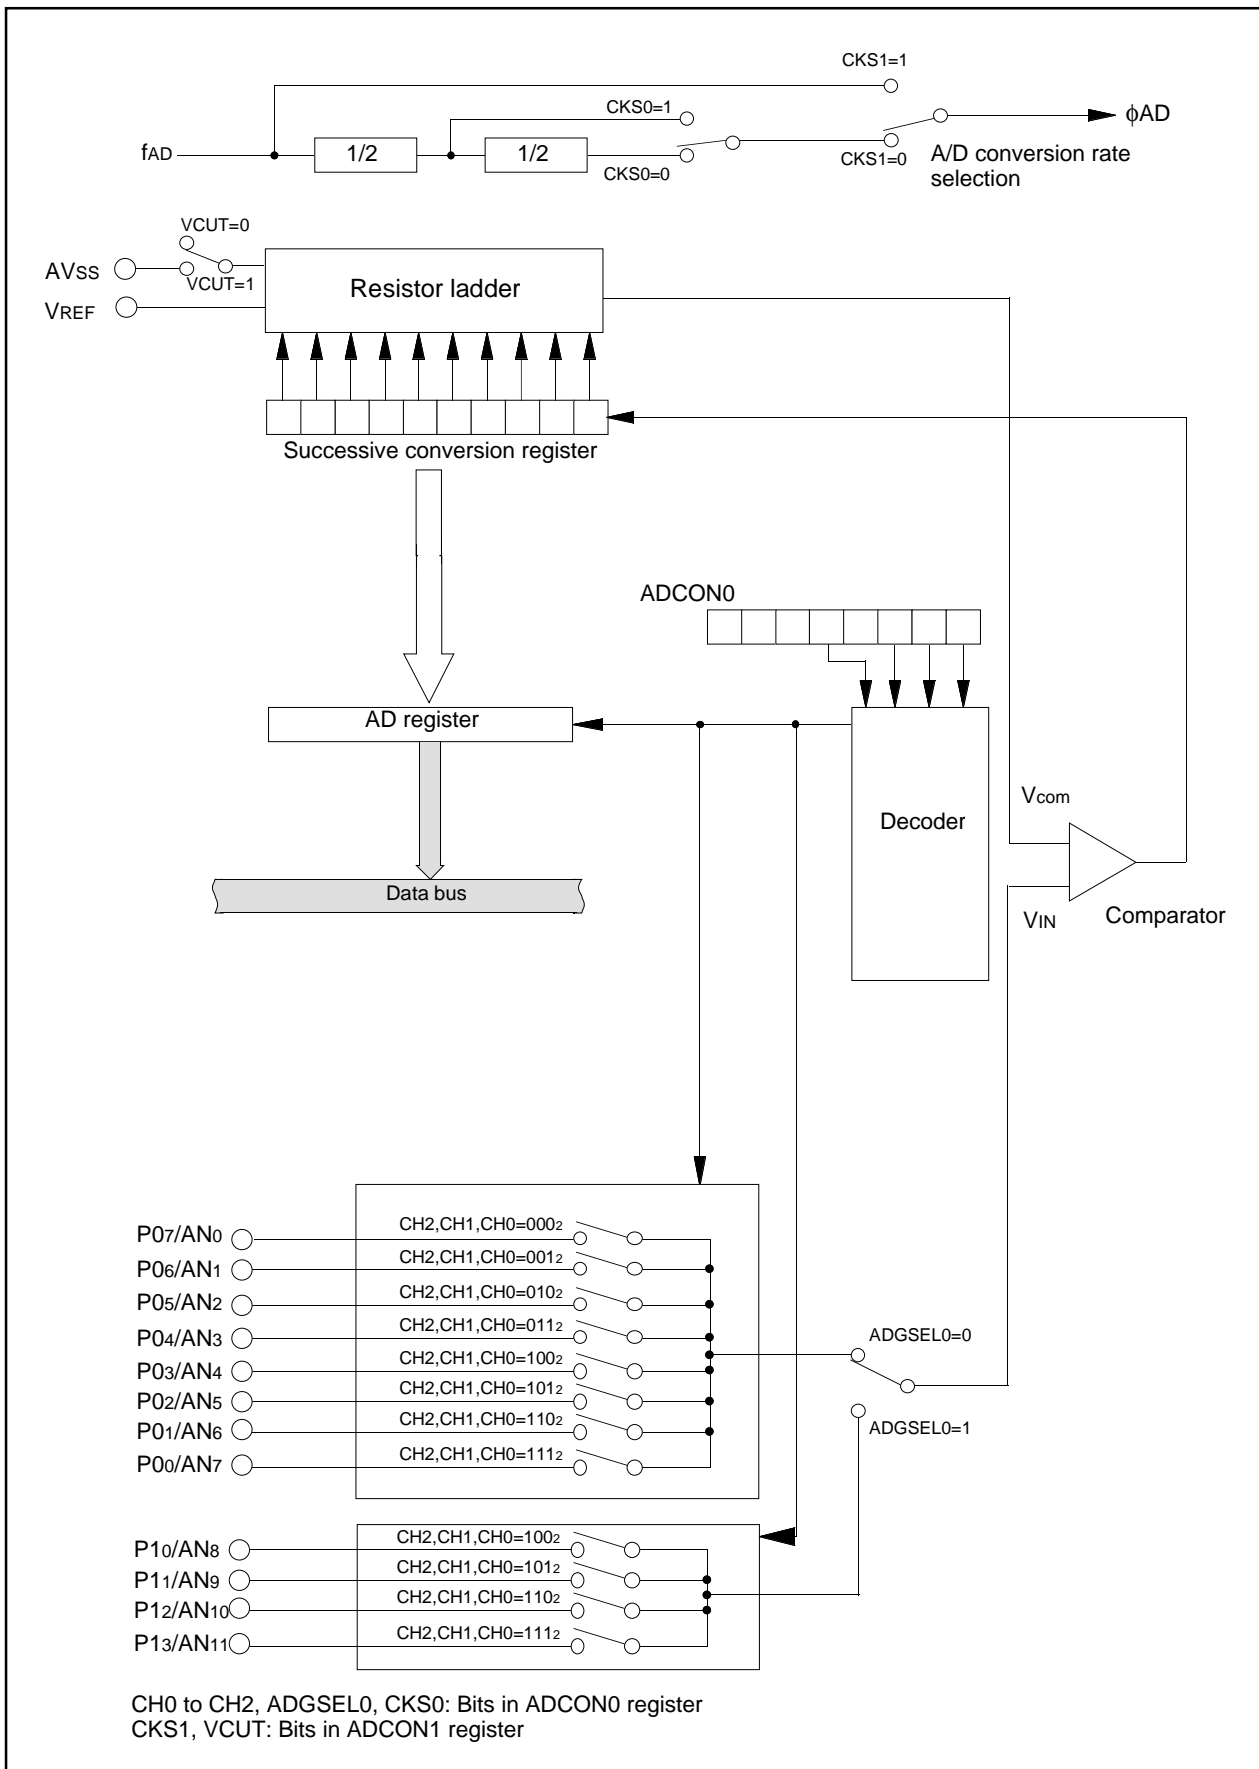 CKS1=1
CKS0=1
φAD
fAD
1/2
1/2
CKS0=0
CKS1=0
A/D conversion rate
selection
VCUT=0
AVSS
VCUT=1
VREF
Resistor ladder
Successive conversion register
ADCON0
AD register
Decoder
Vcom
Data bus
VIN
Comparator
P07/AN0
CH2,CH1,CH0=0002
P06/AN1
CH2,CH1,CH0=0012
P05/AN2
CH2,CH1,CH0=0102
P04/AN3
CH2,CH1,CH0=0112
P03/AN4
CH2,CH1,CH0=1002
P02/AN5
CH2,CH1,CH0=1012
P01/AN6
CH2,CH1,CH0=1102
P00/AN7
CH2,CH1,CH0=1112
ADGSEL0=0
ADGSEL0=1
P10/AN8
CH2,CH1,CH0=1002
P11/AN9
CH2,CH1,CH0=1012
P12/AN10
CH2,CH1,CH0=1102
P13/AN11
CH2,CH1,CH0=1112
CH0 to CH2, ADGSEL0, CKS0: Bits in ADCON0 register
CKS1, VCUT: Bits in ADCON1 register